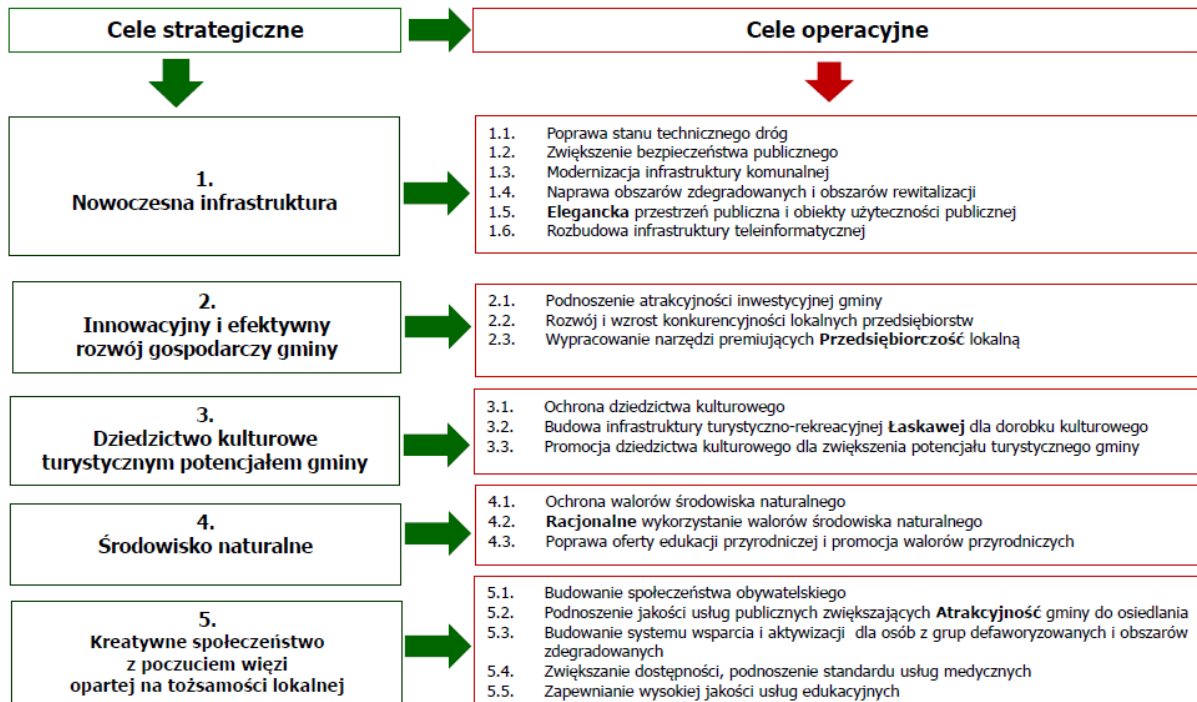 Cele strategiczne
Cele operacyjne
1.
Nowoczesna infrastruktura
1.1. Poprawa stanu technicznego dróg
1.2. Zwiększenie bezpieczeństwa publicznego
1.3. Modernizacja infrastruktury komunalnej
1.4. Naprawa obszarów zdegradowanych i obszarów rewitalizacji
1.5. Elegancka przestrzeń publiczna i obiekty użyteczności publicznej
1.6. Rozbudowa infrastruktury teleinformatycznej
2.
Innowacyjny i efektywny
rozwój gospodarczy gminy
2.1. Podnoszenie atrakcyjności inwestycyjnej gminy
2.2. Rozwój i wzrost konkurencyjności lokalnych przedsiębiorstw
2.3. Wypracowanie narzędzi premiujących Przedsiębiorczość lokalną
3.
Dziedzictwo kulturowe
turystycznym potencjałem gminy
3.1. Ochrona dziedzictwa kulturowego
3.2. Budowa infrastruktury turystyczno-rekreacyjnej Łaskawej dla dorobku kulturowego
3.3. Promocja dziedzictwa kulturowego dla zwiększenia potencjału turystycznego gminy
4.
Środowisko naturalne
4.1. Ochrona walorów środowiska naturalnego
4.2. Racjonalne wykorzystanie walorów środowiska naturalnego
4.3. Poprawa oferty edukacji przyrodniczej i promocja walorów przyrodniczych
5.
Kreatywne społeczeństwo
z poczuciem więzi
opartej na tożsamości lokalnej
5.1. Budowanie społeczeństwa obywatelskiego
5.2. Podnoszenie jakości usług publicznych zwiększających Atrakcyjność gminy do osiedlania
5.3. Budowanie systemu wsparcia i aktywizacji dla osób z grup defaworyzowanych i obszarów
zdegradowanych
5.4. Zwiększanie dostępności, podnoszenie standardu usług medycznych
5.5. Zapewnianie wysokiej jakości usług edukacyjnych